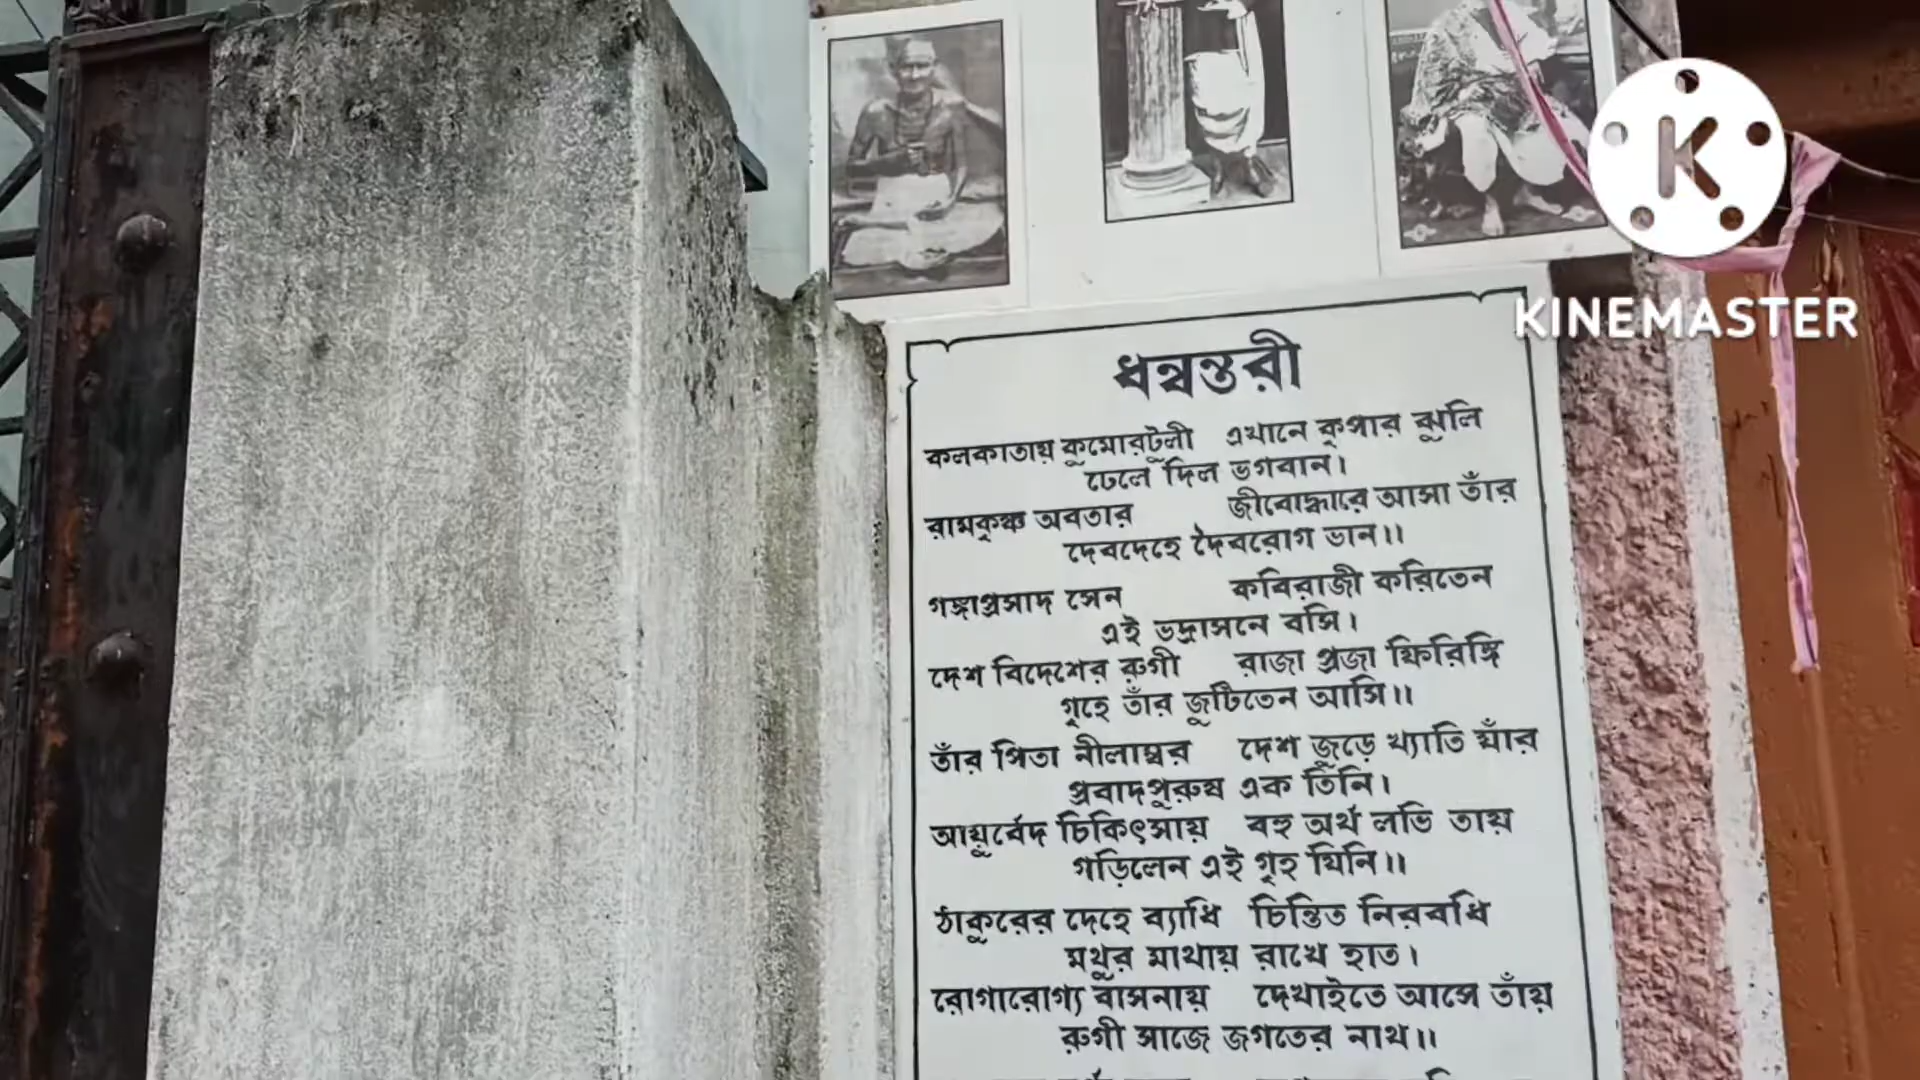 KINEMASTER
ধন্বন্তরী
কলকাতায় কুমোরটুলী এখানে কৃপার ঝুলি
ঢেলে দিল ভগবান।
রামকৃষ্ণ অবতার জীবোদ্ধারে আসা তাঁর
দেবদেহে দৈবরোগ ভান।।
গঙ্গাপ্রসাদ সেন কবিরাজী করিতেন
এই ভদ্রাসনে বসি।
দেশ বিদেশের রুগী রাজা প্রজা ফিরিঙ্গি
গৃহে তাঁর জুটিতেন আসি।।
তাঁর পিতা নীলাম্বর দেশ জুড়ে খ্যাতি যাঁর
প্রবাদপুরুষ এক তিনি।
আয়ুর্বেদ চিকিৎসায় বহু অর্থ লভি তায়
গড়িলেন এই গৃহ যিনি।।
ঠাকুরের দেহে ব্যাধি চিন্তিত নিরবধি
মথুর মাথায় রাখে হাত।
রোগারোগ্য বাসনায় দেখাইতে আসে তাঁয়
রুগী সাজে জগতের নাথ।।